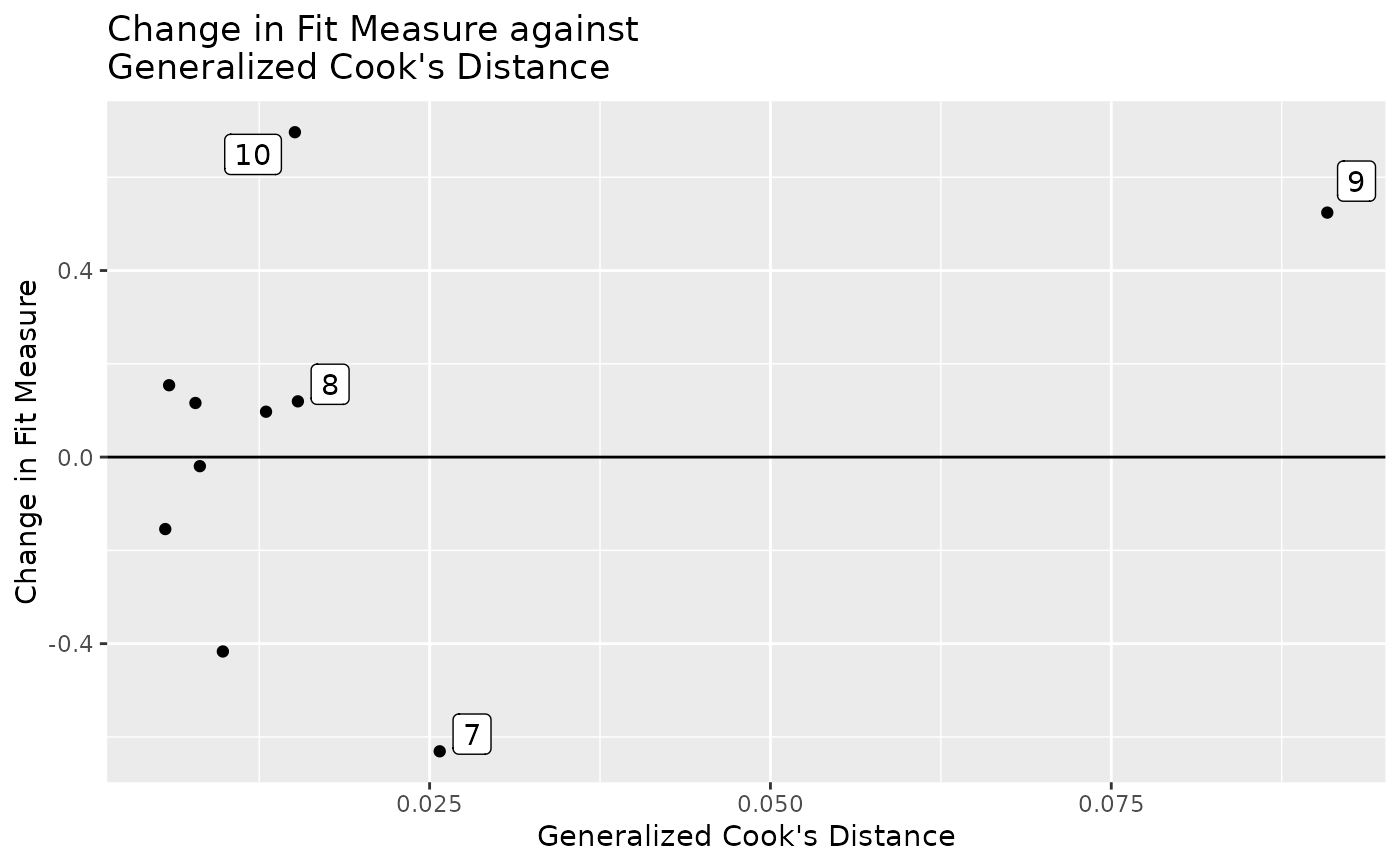 Change in Fit Measure against
Generalized Cook's Distance
10
9
0.4
8
0.0
-0.4
7
0.025
0.050
0.075
Generalized Cook's Distance
Change in Fit Measure